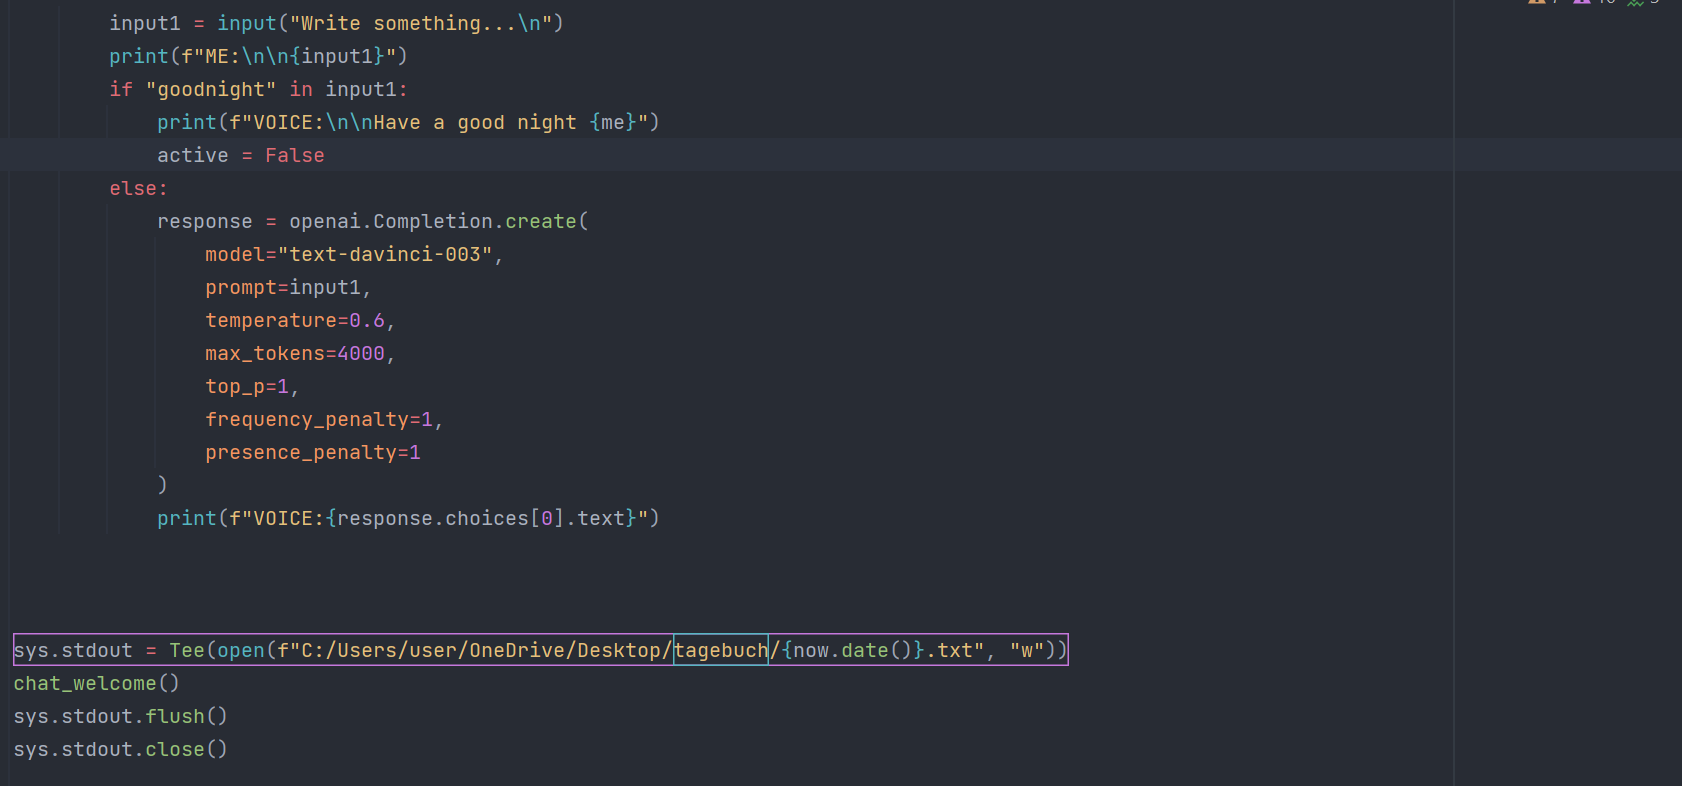 input1 = input("Write something...\n")
print(f"ME:\n\n{input1}")
if "goodnight" in input1:
print(f"VOICE:\n\nHave a good night {me}")
active = False
else:
response = openai.Completion.create(
model="text-davinci-003",
prompt=input1,
temperature=0.6,
max_tokens=4000,
top_p=1,
frequency_penalty=1,
presence_penalty=1
)
print(f"VOICE:{response.choices[0].text}")
sys.stdout = Tee(open(f"C:/Users/user/OneDrive/Desktop/tagebuch/{now.date()}.txt", "w"))
chat_welcome()
sys.stdout.flush()
sys.stdout.close()